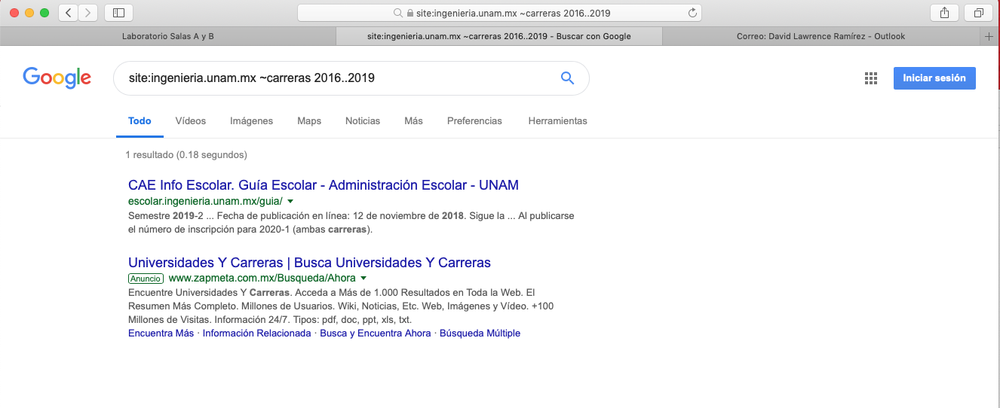 site:ingenieria.unam.mx ~carreras 2016..2019
Laboratorio Salas A y B
site:ingenieria.unam.mx ~carreras 2016..2019 - Buscar con Google
Correo: David Lawrence Ramírez - Outlook
Google
site:ingenieria.unam.mx ~carreras 2016..2019
Iniciar sesión
Todo Vídeos Imágenes Maps Noticias Más Preferencias Herramientas
1 resultado (0.18 segundos)
CAE Info Escolar. Guía Escolar - Administración Escolar - UNAM
escolar.ingenieria.unam.mx/guia/
Semestre 2019-2 ... Fecha de publicación en línea: 12 de noviembre de 2018. Sigue la ... Al publicarse
el número de inscripción para 2020-1 (ambas carreras).
Universidades Y Carreras | Busca Universidades Y Carreras
Anuncio www.zapmeta.com.mx/Busqueda/Ahora
Encuentre Universidades Y Carreras. Acceda a Más de 1.000 Resultados en Toda la Web. El
Resumen Más Completo. Millones de Usuarios. Wiki, Noticias, Etc. Web, Imágenes y Vídeo. +100
Millones de Visitas. Información 24/7. Tipos: pdf, doc, ppt, xls, txt.
Encuentra Más · Información Relacionada · Busca y Encuentra Ahora · Búsqueda Múltiple